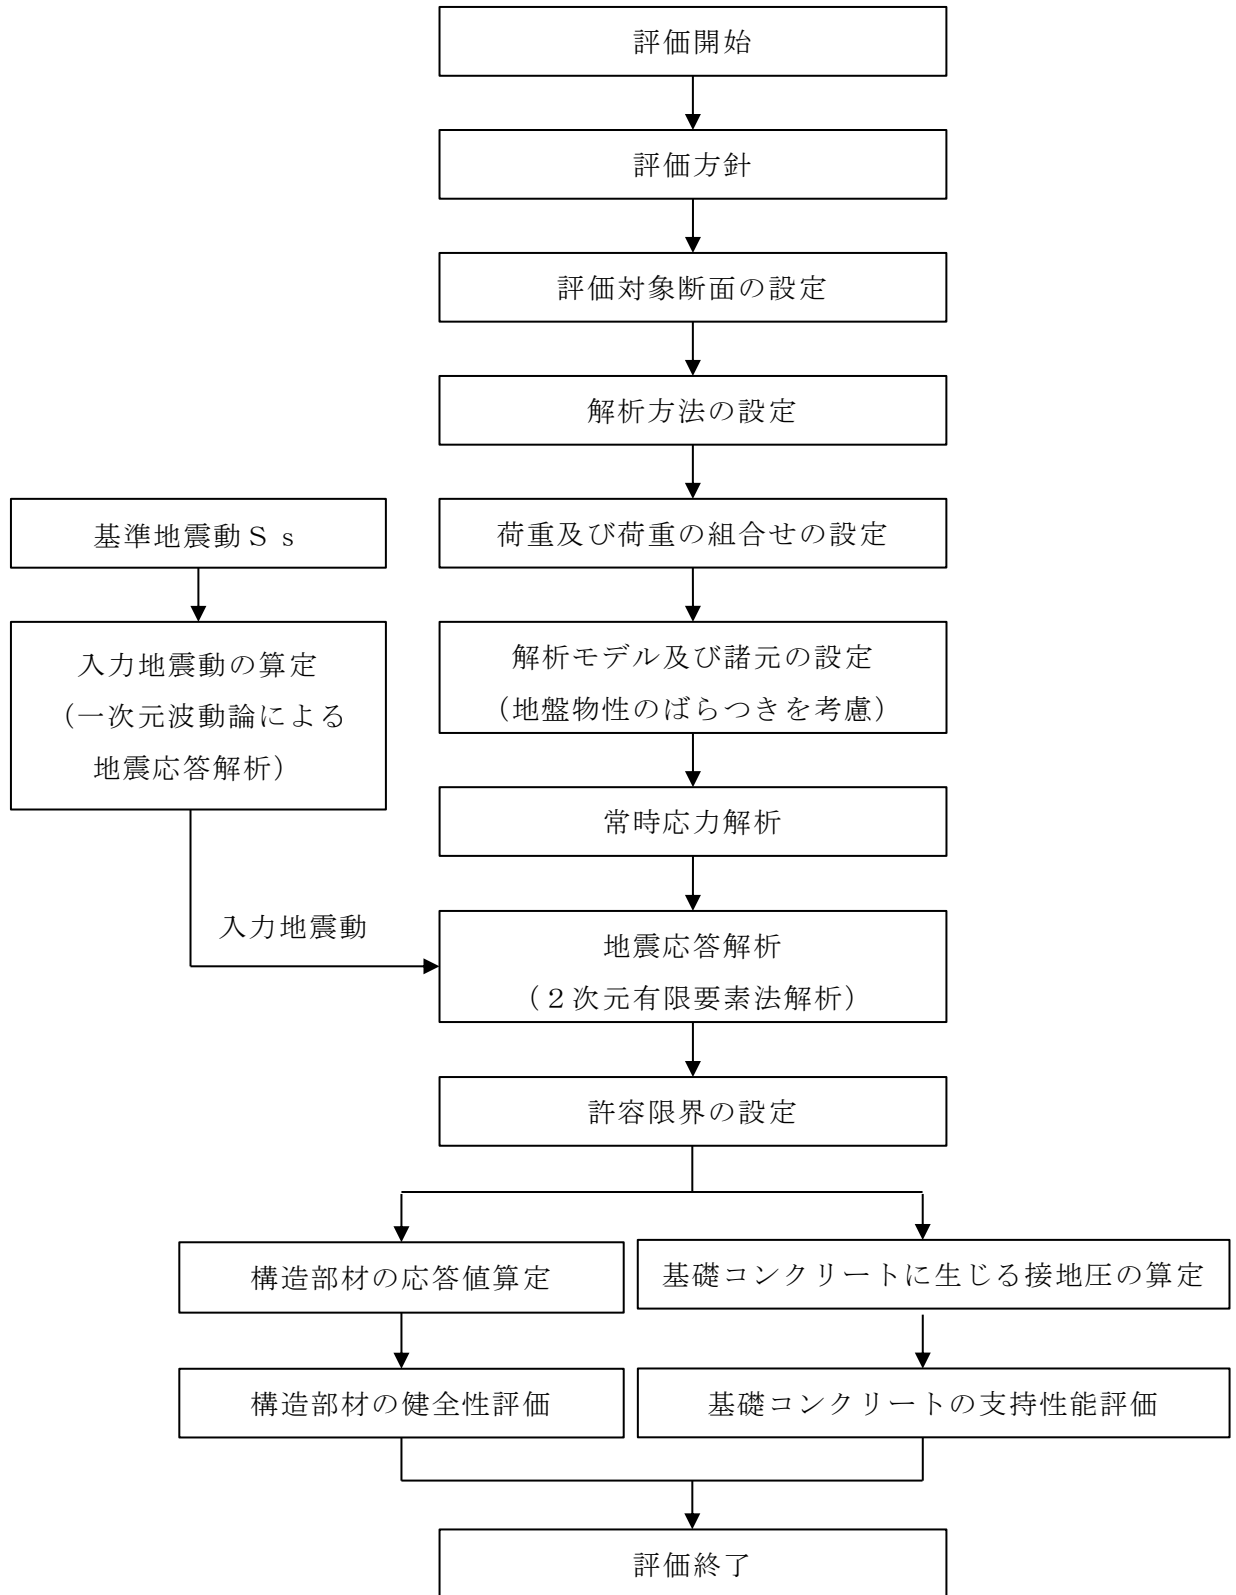 評価開始
評価方針
評価対象断面の設定
解析方法の設定
基準地震動Ｓｓ
荷重及び荷重の組合せの設定
入力地震動の算定
（一次元波動論による
地震応答解析）
解析モデル及び諸元の設定
（地盤物性のばらつきを考慮）
常時応力解析
入力地震動
地震応答解析
（２次元有限要素法解析）
許容限界の設定
構造部材の応答値算定
基礎コンクリートに生じる接地圧の算定
構造部材の健全性評価
基礎コンクリートの支持性能評価
評価終了